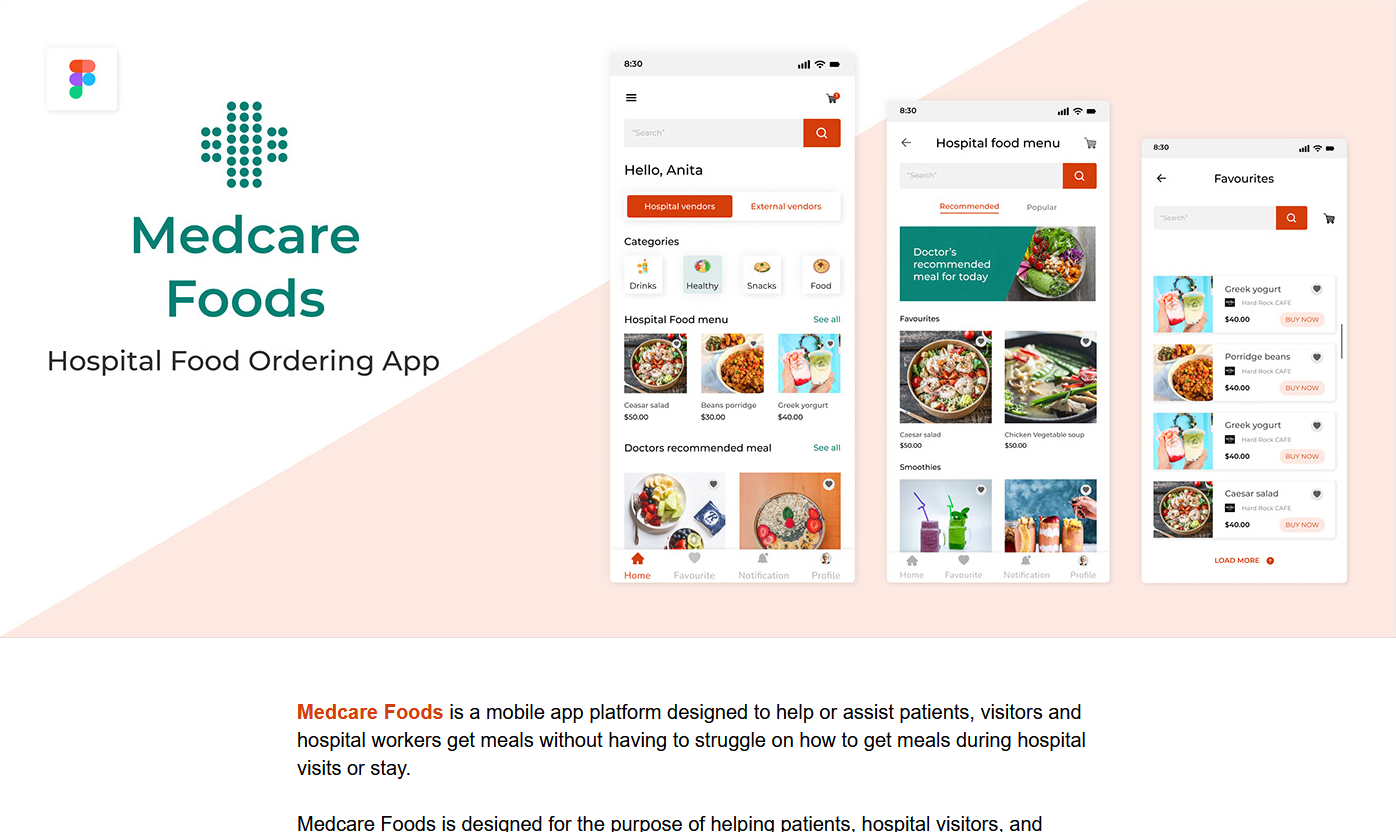 Medcare
Foods
Hospital Food Ordering App
8:30
"Search"
Hello, Anita
Hospital vendors
External vendors
Categories
Drinks
Healthy
Snacks
Food
Hospital Food menu
See all
Ceasar salad
$50.00
Beans porridge
$30.00
Greek yorgurt
$40.00
Doctors recommended meal
See all
Home
Favourite
Notification
Profile
8:30
Hospital food menu
"Search"
Recommended
Popular
Doctor's
recommended
meal for today
Favourites
Caesar salad
$50.00
Chicken Vegetable soup
$50.00
Smoothies
Home
Favourite
Notification
Profile
8:30
Favourites
"Search"
Greek yogurt
Hard Rock CAFE
$40.00
BUY NOW
Porridge beans
Hard Rock CAFE
$40.00
BUY NOW
Greek yogurt
Hard Rock CAFE
$40.00
BUY NOW
Caesar salad
Hard Rock CAFE
$40.00
BUY NOW
LOAD MORE
Medcare Foods is a mobile app platform designed to help or assist patients, visitors and
hospital workers get meals without having to struggle on how to get meals during hospital
visits or stay.
Medcare Foods is designed for the purpose of helping patients, hospital visitors, and